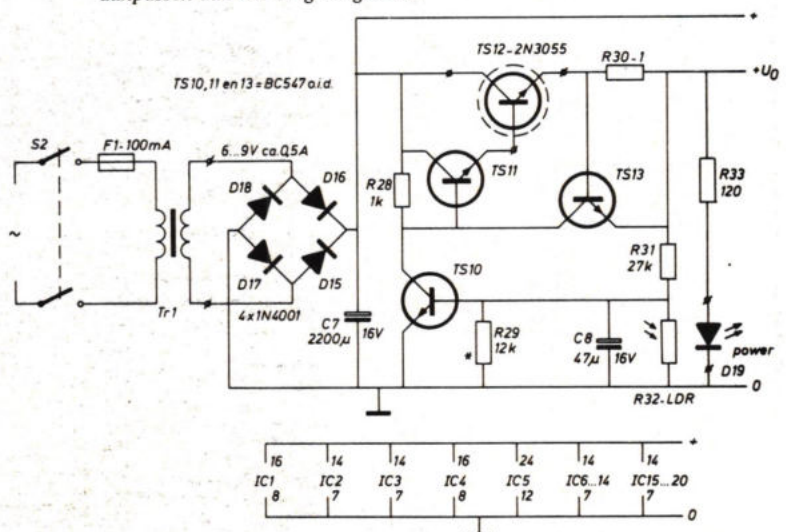 +
TS12-2N3055
R30-1
+U0
TS10, 11 en 13 = BC547 o.i.d.
S2
F1-100mA
6...9V ca. 0,5A
D18
D16
R28
1k
TS11
TS13
R33
120
~
D17
D15
Tr1
4x1N4001
C7
2200µ
16V
TS10
R31
27k
R29
12k
*
C8
47µ
16V
power
D19
R32-LDR
0
+
16 14 14 16 24 14 14
IC1 IC2 IC3 IC4 IC5 IC6...14 IC15...20
8 7 7 8 12 7 7
0